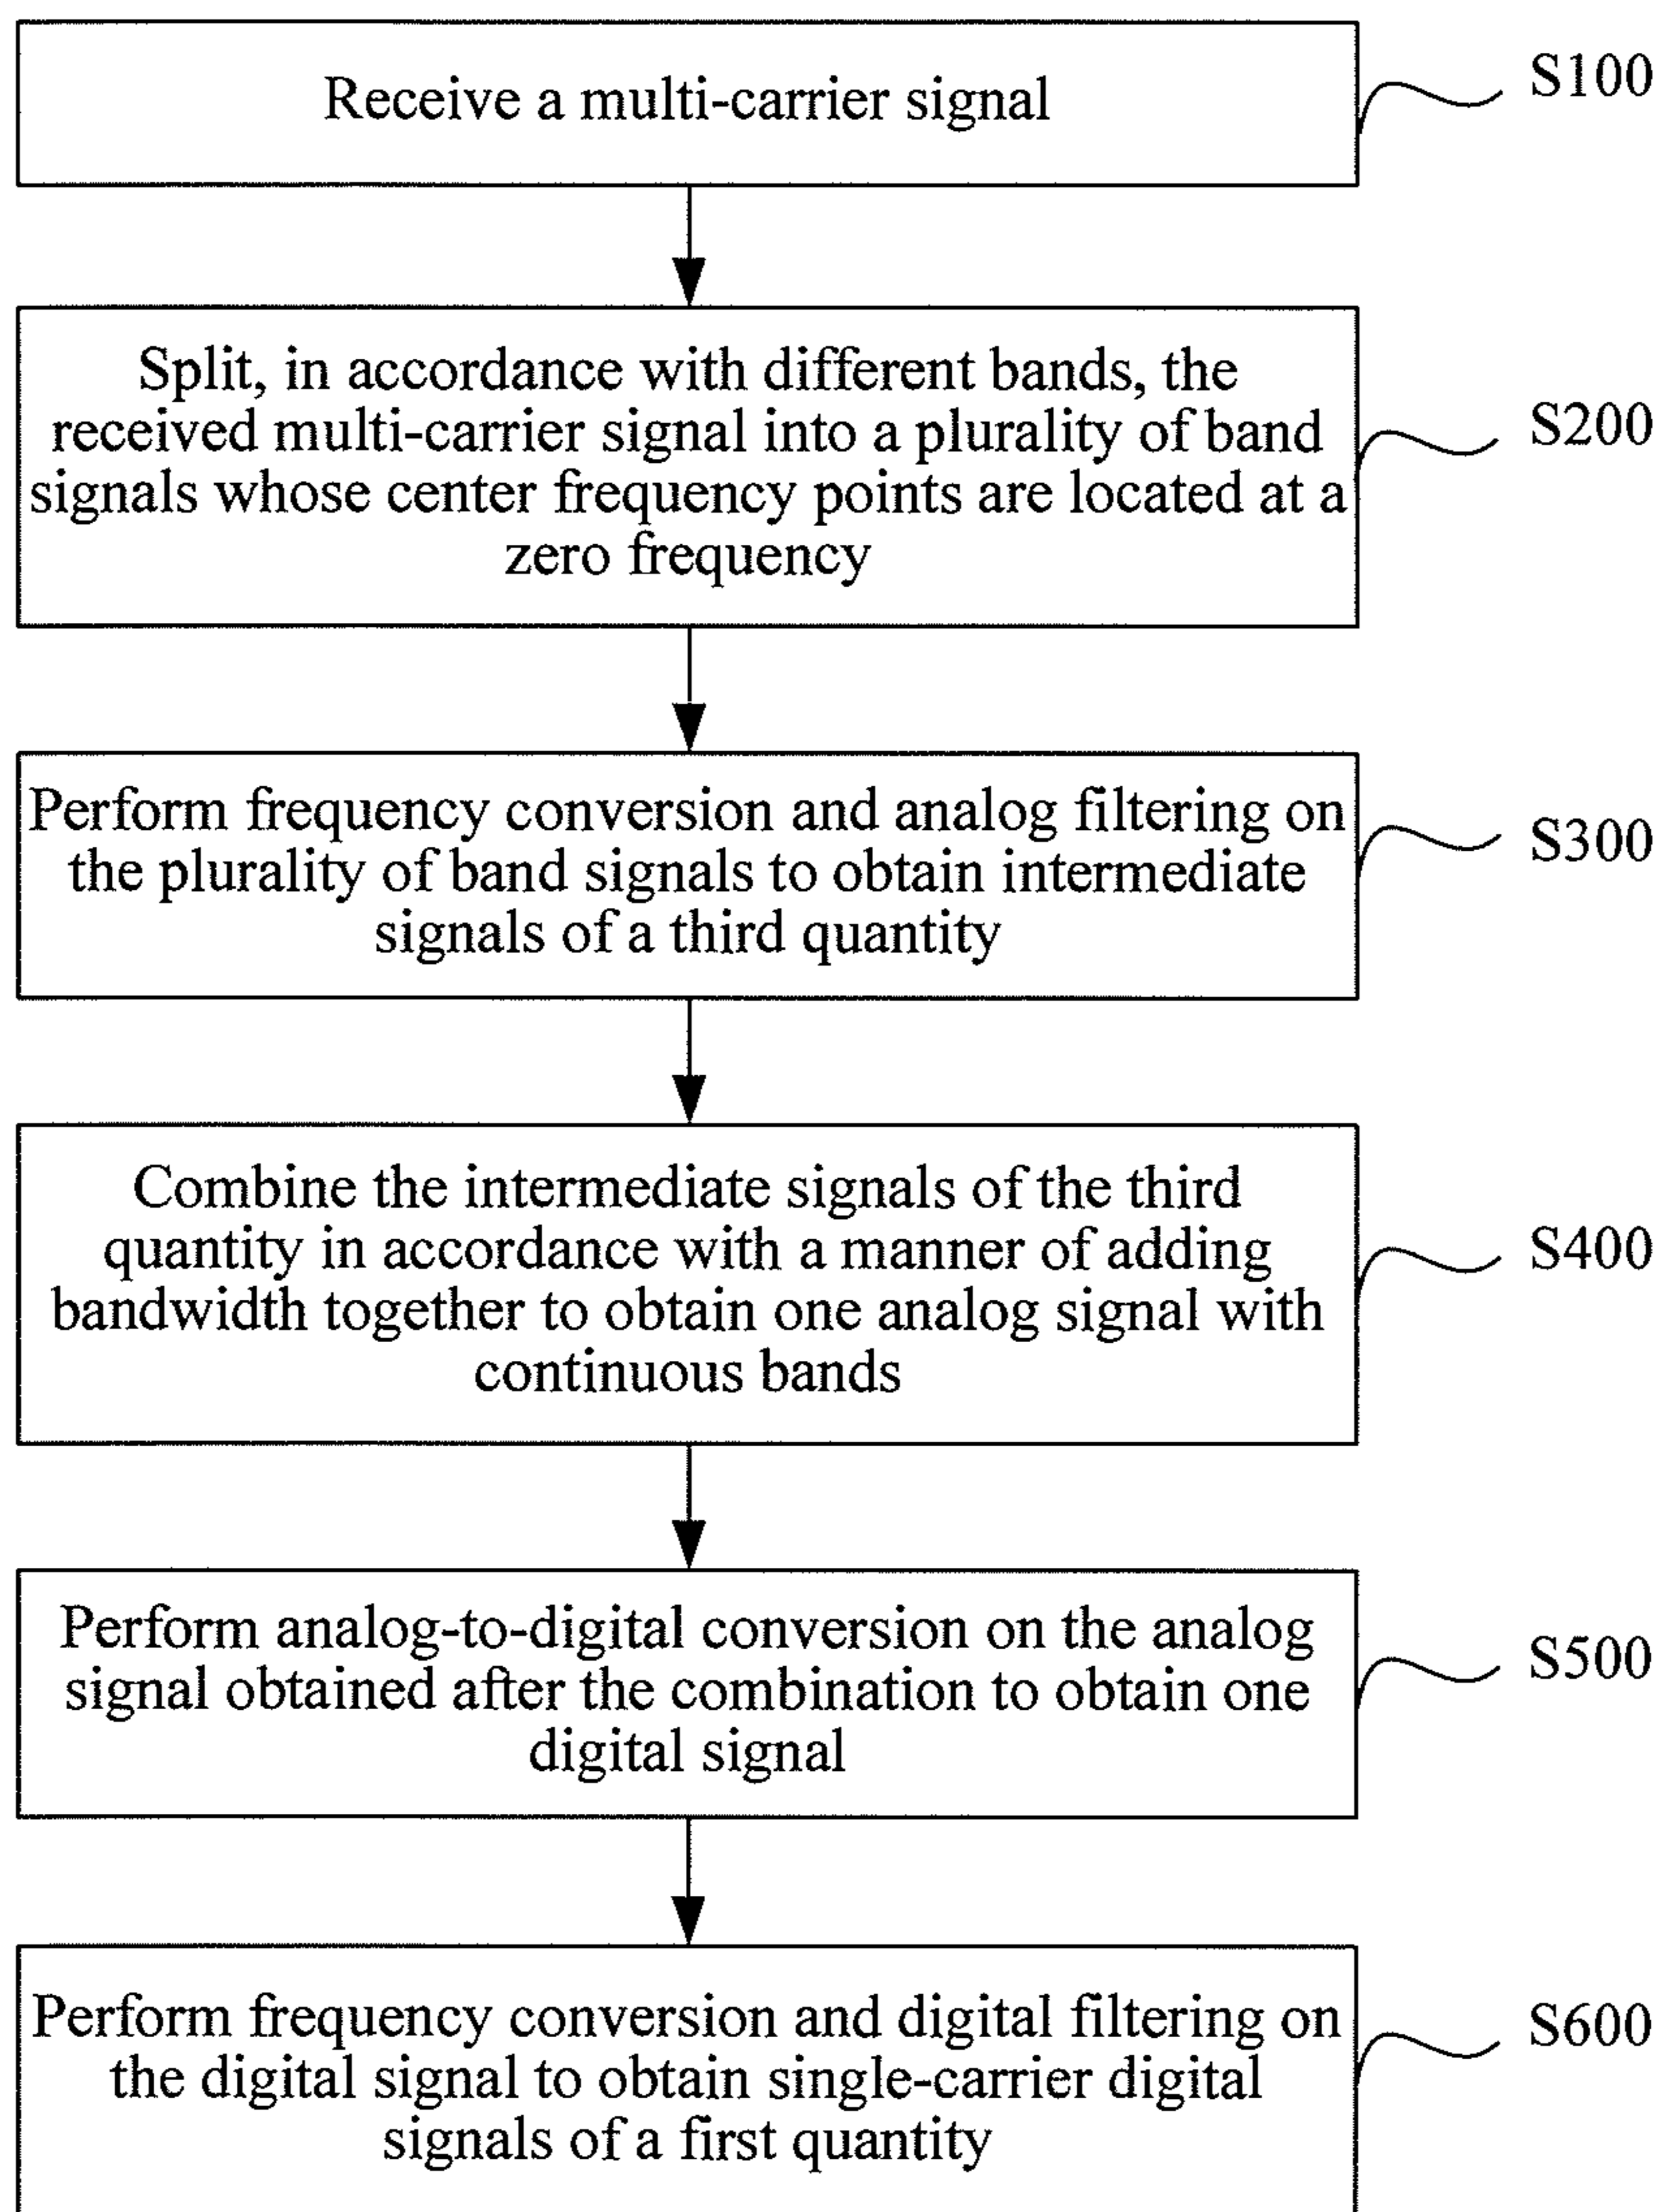 Receive a multi-carrier signal
S100
Split, in accordance with different bands, the
received multi-carrier signal into a plurality of band
signals whose center frequency points are located at a
zero frequency
S200
Perform frequency conversion and analog filtering on
the plurality of band signals to obtain intermediate
signals of a third quantity
S300
Combine the intermediate signals of the third
quantity in accordance with a manner of adding
bandwidth together to obtain one analog signal with
continuous bands
S400
Perform analog-to-digital conversion on the analog
signal obtained after the combination to obtain one
digital signal
S500
Perform frequency conversion and digital filtering on
the digital signal to obtain single-carrier digital
signals of a first quantity
S600